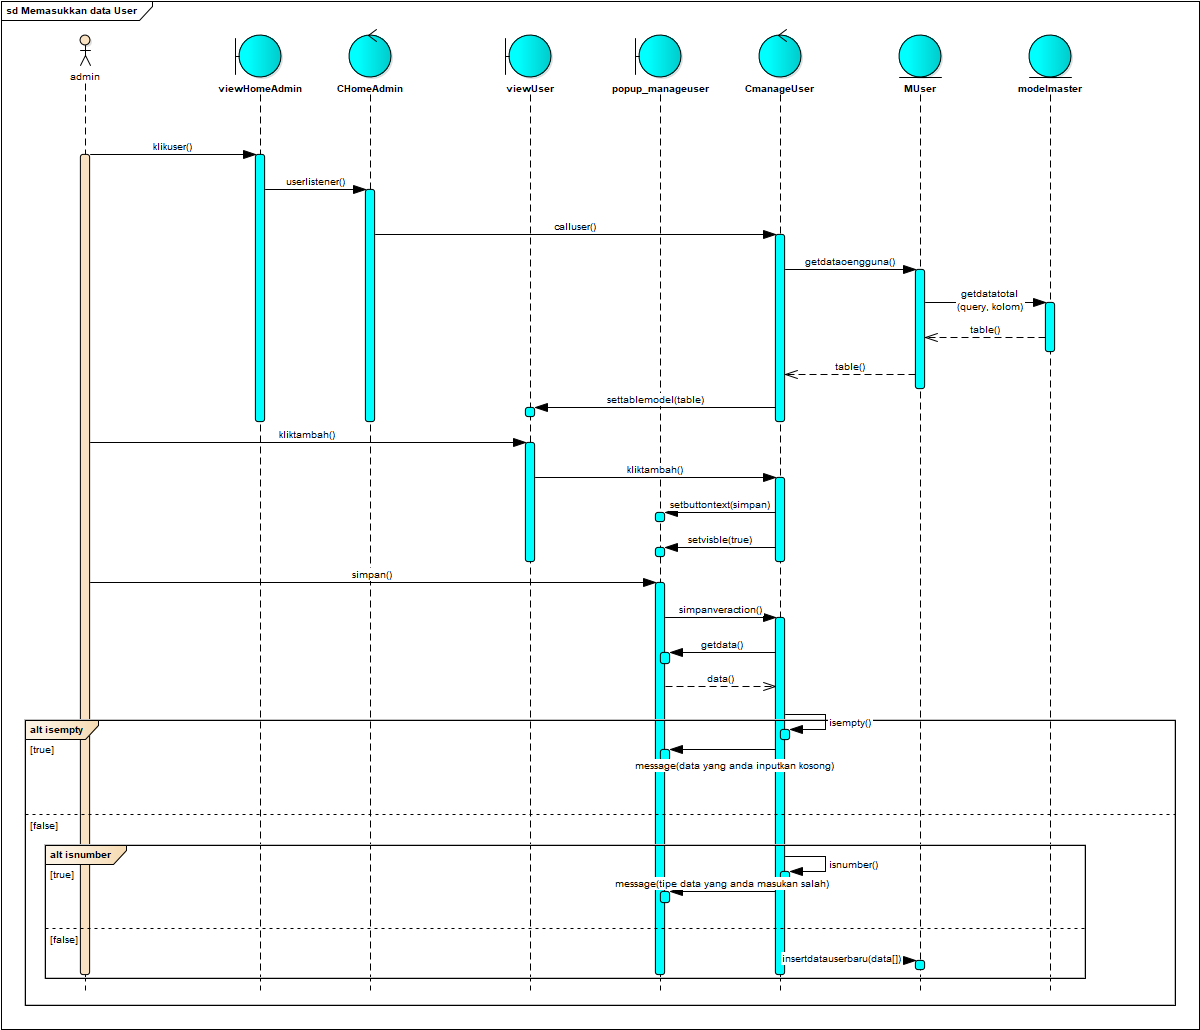 sd Memasukkan data User
admin
viewHomeAdmin
CHomeAdmin
viewUser
popup_manageuser
CmanageUser
MUser
modelmaster
klikuser()
userlistener()
calluser()
getdataoengguna()
getdatatotal
(query, kolom)
table()
table()
settablemodel(table)
kliktambah()
kliktambah()
setbuttontext(simpan)
setvisble(true)
simpan()
simpanveraction()
getdata()
data()
isempty()
alt isempty
[true]
message(data yang anda inputkan kosong)
[false]
alt isnumber
isnumber()
[true]
message(tipe data yang anda masukan salah)
[false]
insertdatauserbaru(data[])